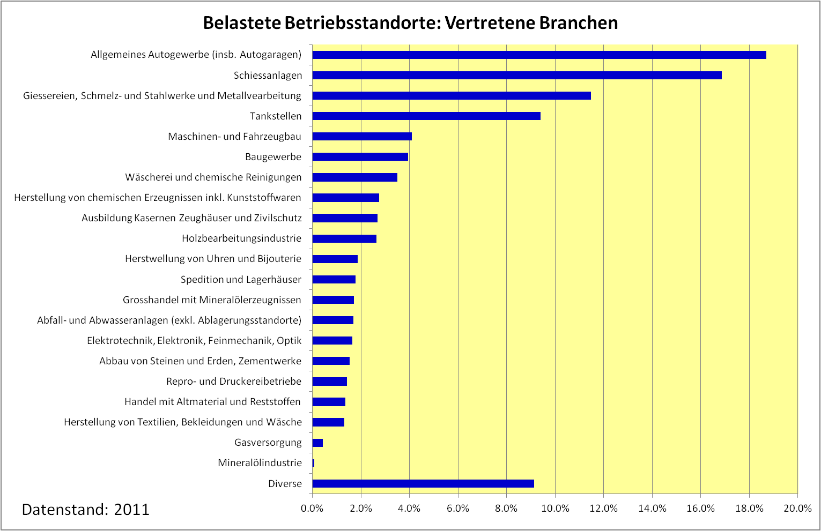 Belastete Betriebsstandorte: Vertretene Branchen
Allgemeines Autogewerbe (insb. Autogaragen)
Schiessanlagen
Giessereien, Schmelz- und Stahlwerke und Metallvearbeitung
Tankstellen
Maschinen- und Fahrzeugbau
Baugewerbe
Wäscherei und chemische Reinigungen
Herstellung von chemischen Erzeugnissen inkl. Kunststoffwaren
Ausbildung Kasernen Zeughäuser und Zivilschutz
Holzbearbeitungsindustrie
Herstwellung von Uhren und Bijouterie
Spedition und Lagerhäuser
Grosshandel mit Mineralölerzeugnissen
Abfall- und Abwasseranlagen (exkl. Ablagerungsstandorte)
Elektrotechnik, Elektronik, Feinmechanik, Optik
Abbau von Steinen und Erden, Zementwerke
Repro- und Druckereibetriebe
Handel mit Altmaterial und Reststoffen
Herstellung von Textilien, Bekleidungen und Wäsche
Gasversorgung
Mineralölindustrie
Diverse
0.0% 2.0% 4.0% 6.0% 8.0% 10.0% 12.0% 14.0% 16.0% 18.0% 20.0%
Datenstand: 2011